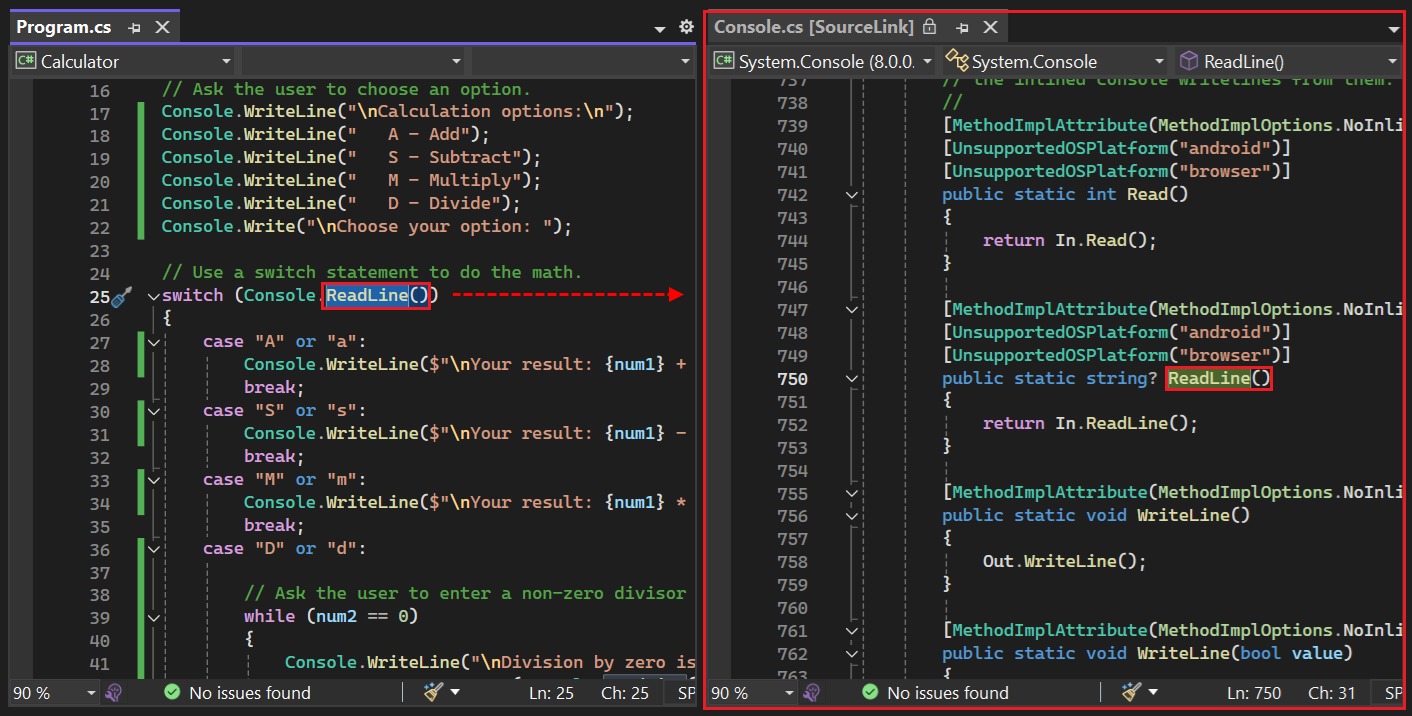 Program.cs
Calculator
16 // Ask the user to choose an option.
17 Console.WriteLine("\nCalculation options:\n");
18 Console.WriteLine("   A - Add");
19 Console.WriteLine("   S - Subtract");
20 Console.WriteLine("   M - Multiply");
21 Console.WriteLine("   D - Divide");
22 Console.Write("\nChoose your option: ");
23
24 // Use a switch statement to do the math.
25 switch (Console.ReadLine())
26 {
27 case "A" or "a":
28 Console.WriteLine($"\nYour result: {num1} +
29 break;
30 case "S" or "s":
31 Console.WriteLine($"\nYour result: {num1} -
32 break;
33 case "M" or "m":
34 Console.WriteLine($"\nYour result: {num1} *
35 break;
36 case "D" or "d":
37
38 // Ask the user to enter a non-zero divisor
39 while (num2 == 0)
40 {
41 Console.WriteLine("\nDivision by zero is
90 % No issues found Ln: 25 Ch: 25 SP
Console.cs [SourceLink]
C# System.Console (8.0.0. System.Console ReadLine()
737 // the inlined console writelines from them.
738 //
739 [MethodImplAttribute(MethodImplOptions.NoInli
740 [UnsupportedOSPlatform("android")]
741 [UnsupportedOSPlatform("browser")]
742 public static int Read()
743 {
744 return In.Read();
745 }
746
747 [MethodImplAttribute(MethodImplOptions.NoInli
748 [UnsupportedOSPlatform("android")]
749 [UnsupportedOSPlatform("browser")]
750 public static string? ReadLine()
751 {
752 return In.ReadLine();
753 }
754
755 [MethodImplAttribute(MethodImplOptions.NoInli
756 public static void WriteLine()
757 {
758 Out.WriteLine();
759 }
760
761 [MethodImplAttribute(MethodImplOptions.NoInli
762 public static void WriteLine(bool value)
763 {
90 % No issues found Ln: 750 Ch: 31 SP